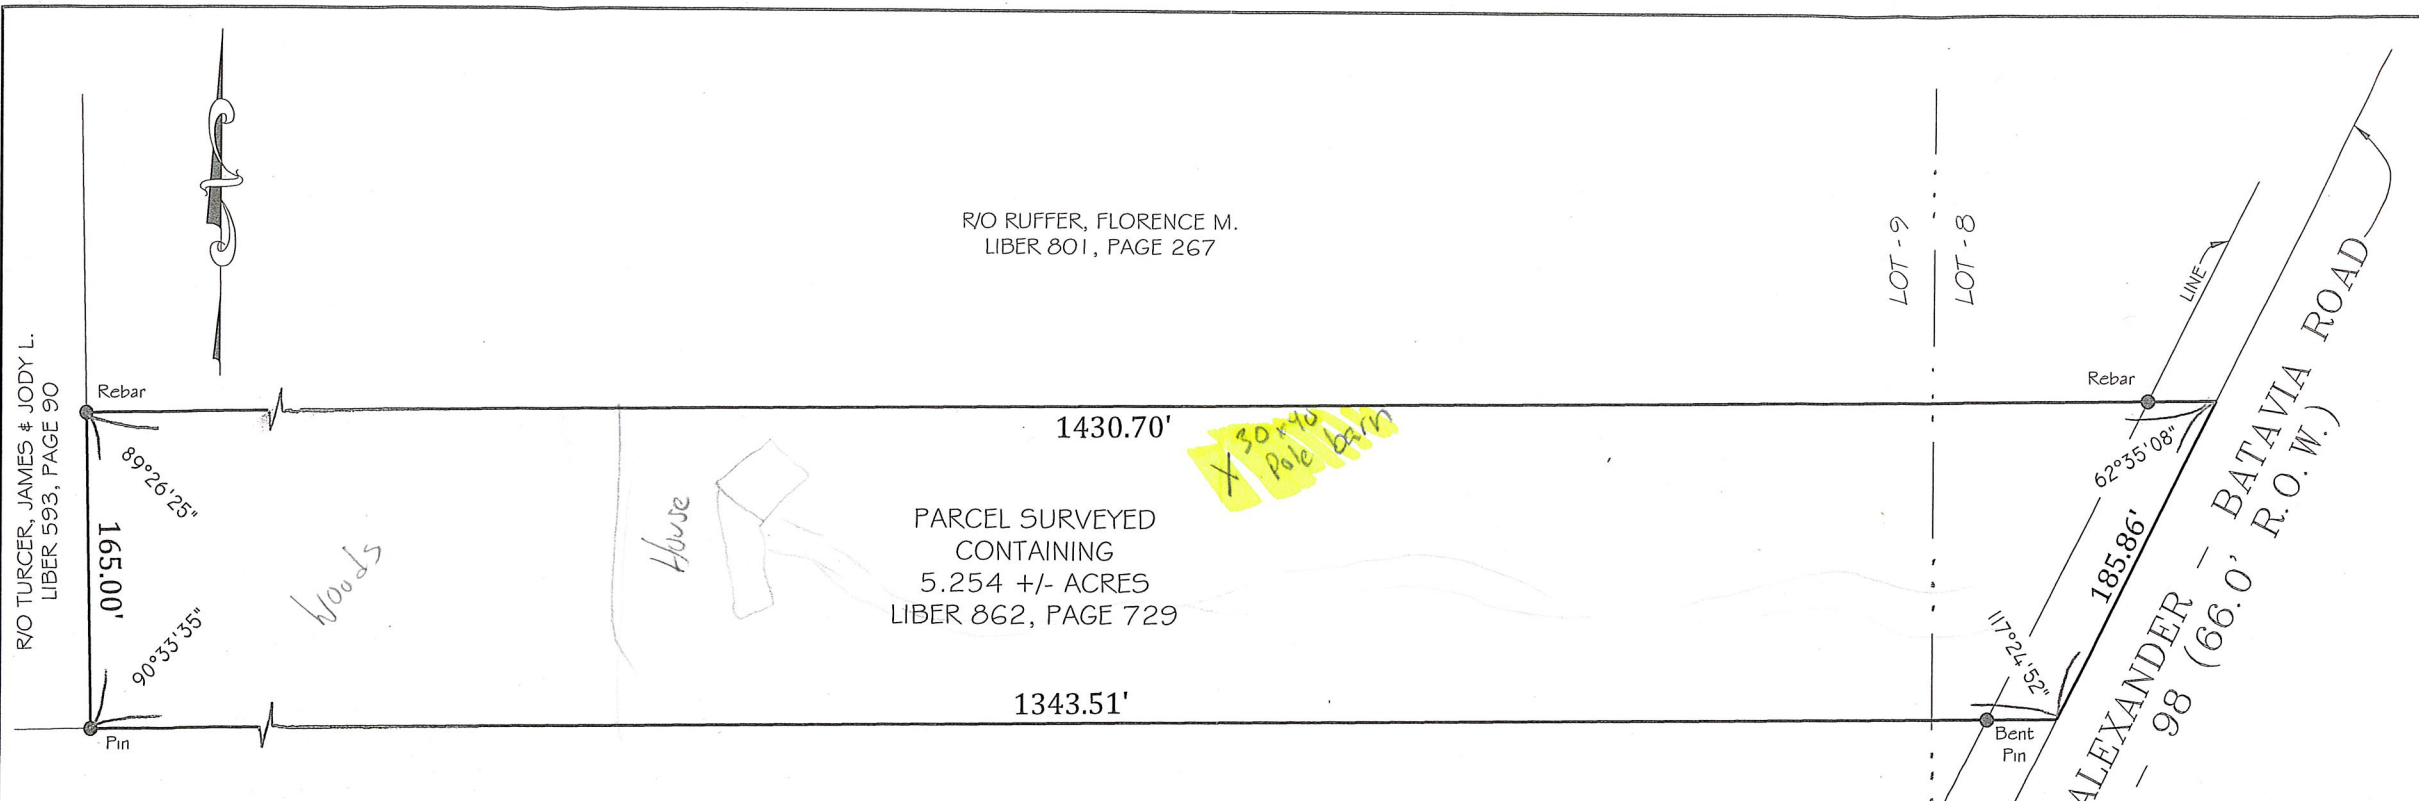 R/O RUFFER, FLORENCE M.
LIBER 801, PAGE 267
LOT - 9
LOT - 8
LINE
R/O TURCER, JAMES & JODY L.
LIBER 593, PAGE 90
Rebar
Rebar
1430.70'
X 30x40
Pole barn
89°26'25"
62°35'08"
165.00'
185.86'
House
Woods
PARCEL SURVEYED
CONTAINING
5.254 +/- ACRES
LIBER 862, PAGE 729
90°33'35"
117°24'52"
1343.51'
Pin
Bent
Pin
ALEXANDER - BATAVIA ROAD
- 98 (66.0' R.O.W.)